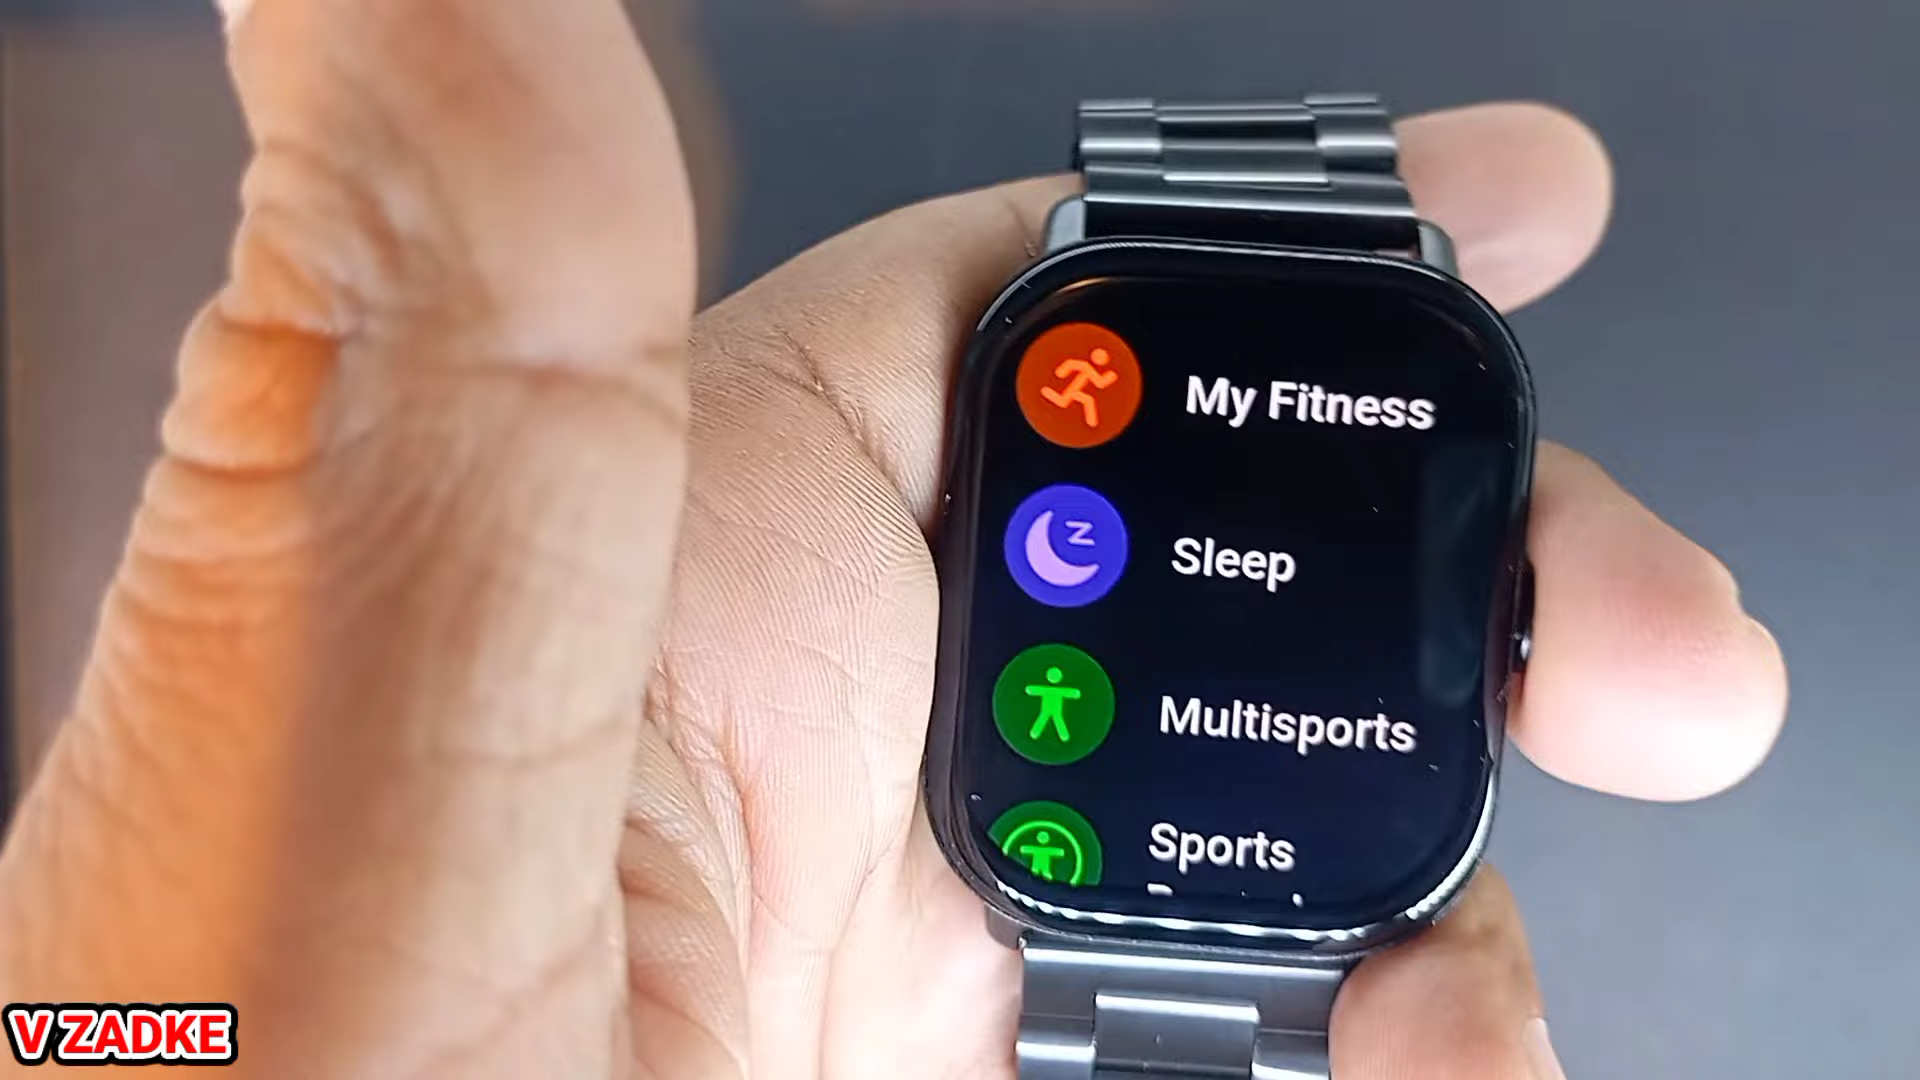 My Fitness
Sleep
Multisports
Sports
V ZADKE